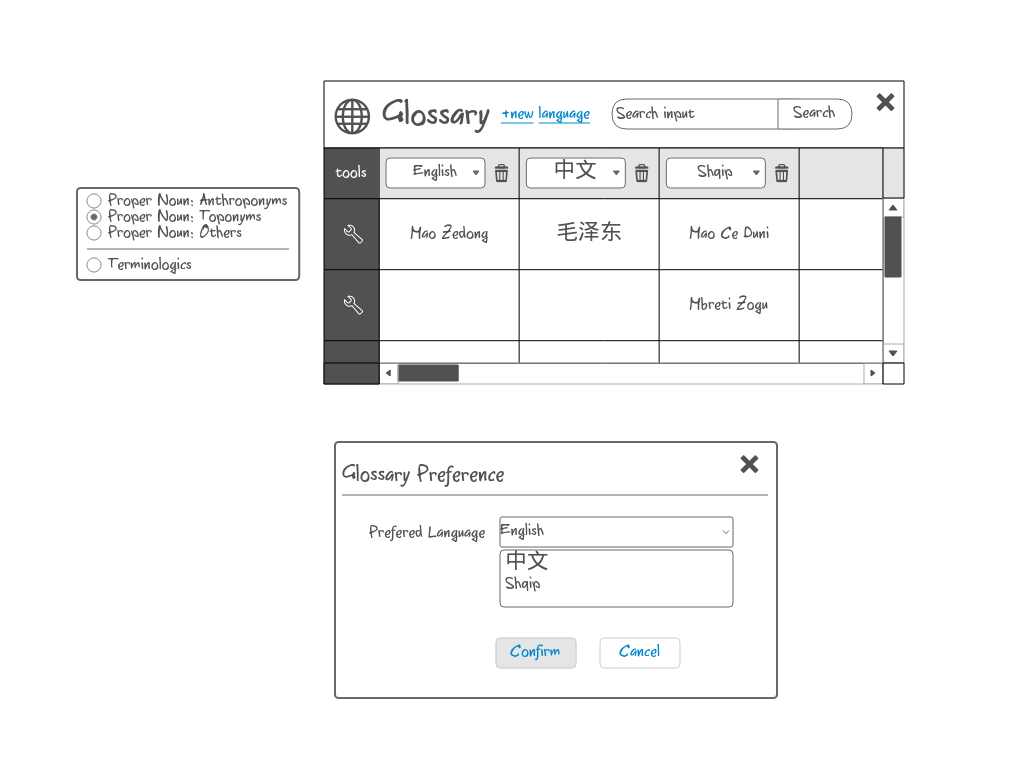 Glossary +new language Search input Search
tools English 中文 Shqip
Mao Zedong 毛泽东 Mao Ce Duni
Mbreti Zogu
Proper Noun: Anthroponyms
Proper Noun: Toponyms
Proper Noun: Others
Terminologics
Glossary Preference
Prefered Language English
中文
Shqip
Confirm Cancel